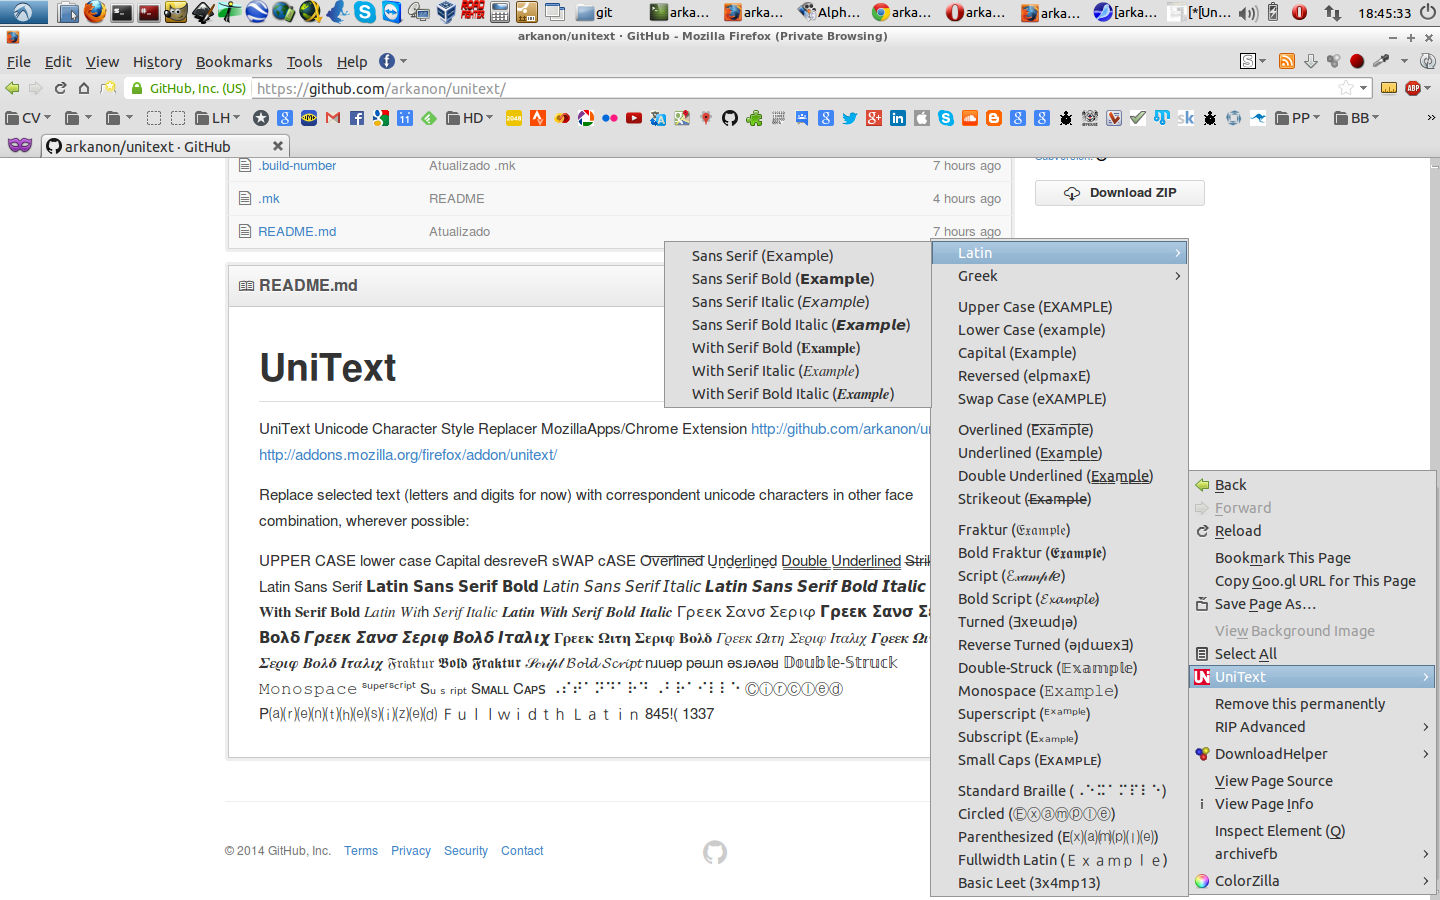 git
arka...
arka...
Alph...
arka...
arka...
arka...
[arka...
[*[Un...
18:45:33
arkanon/unitext · GitHub - Mozilla Firefox (Private Browsing)
File Edit View History Bookmarks Tools Help
GitHub, Inc. (US) https://github.com/arkanon/unitext/
CV LH HD PP BB »
arkanon/unitext · GitHub
.build-number Atualizado .mk 7 hours ago
.mk README 4 hours ago
README.md Atualizado 7 hours ago
Download ZIP
README.md
UniText
UniText Unicode Character Style Replacer MozillaApps/Chrome Extension http://github.com/arkanon/u
http://addons.mozilla.org/firefox/addon/unitext/
Replace selected text (letters and digits for now) with correspondent unicode characters in other face
combination, wherever possible:
UPPER CASE lower case Capital desreveR sWAP cASE Overlined Underlined Double Underlined Strik
Latin Sans Serif Latin Sans Serif Bold Latin Sans Serif Italic Latin Sans Serif Bold Italic
With Serif Bold Latin With Serif Italic Latin With Serif Bold Italic Γρεεκ Σανσ Σεριφ Γρεεκ Σανσ Σε
Βολδ Γρεεκ Σανσ Σεριφ Βολδ Ιταλιχ Γρεεκ Ωιτη Σεριφ Βολδ Γρεεκ Ωιτη Σεριφ Ιταλιχ Γρεεκ Ωι
Σεριφ Βολδ Ιταλιχ 𝔉𝔯𝔞𝔨𝔱𝔲𝔯 𝕭𝖔𝖑𝖉 𝕱𝖗𝖆𝖐𝖙𝖚𝖗 𝒮𝒸𝓇𝒾𝓅𝓉 𝓑𝓸𝓵𝓭 𝓢𝓬𝓻𝓲𝓹𝓽 nɹuǝp pǝuɹn ǝsɹǝʌǝɹ 𝔻𝕠𝕦𝕓𝕝𝕖-𝕊𝕥𝕣𝕦𝕔𝕜
𝙼𝚘𝚗𝚘𝚜𝚙𝚊𝚌𝚎 ˢᵘᵖᵉʳˢᶜʳⁱᵖᵗ Sᵤ ₛ ᵣᵢₚₜ Sᴍᴀʟʟ Cᴀᴘs Ⓒⓘⓡⓒⓛⓔⓓ
P⒜⒭⒠⒩⒯⒣⒠⒮⒤⒵⒠⒟ Ｆｕｌｌｗｉｄｔｈ Ｌａｔｉｎ 845!( 1337
© 2014 GitHub, Inc. Terms Privacy Security Contact
Sans Serif (Example)
Sans Serif Bold (Example)
Sans Serif Italic (Example)
Sans Serif Bold Italic (Example)
With Serif Bold (Example)
With Serif Italic (Example)
With Serif Bold Italic (Example)
Latin
Greek
Upper Case (EXAMPLE)
Lower Case (example)
Capital (Example)
Reversed (elpmaxE)
Swap Case (eXAMPLE)
Overlined (Example)
Underlined (Example)
Double Underlined (Example)
Strikeout (Example)
Fraktur (𝔈𝔵𝔞𝔪𝔭𝔩𝔢)
Bold Fraktur (𝕰𝖝𝖆𝖒𝖕𝖑𝖊)
Script (ℰ𝓍𝒶𝓂𝓅𝓁ℯ)
Bold Script (𝓔𝔁𝓪𝓶𝓹𝓵𝓮)
Turned (Ǝxɐɯdןǝ)
Reverse Turned (ǝןdɯɐxƎ)
Double-Struck (𝔼𝕩𝕒𝕞𝕡𝕝𝕖)
Monospace (𝙴𝚡𝚊𝚖𝚙𝚕𝚎)
Superscript (ᴱˣᵃᵐᵖˡᵉ)
Subscript (Eₓₐₘₚₗₑ)
Small Caps (Exᴀᴍᴘʟᴇ)
Standard Braille (⠠⠑⠭⠁⠍⠏⠇⠑)
Circled (Ⓔⓧⓐⓜⓟⓛⓔ)
Parenthesized (E⒳⒜⒨⒫⒧⒠)
Fullwidth Latin (Ｅｘａｍｐｌｅ)
Basic Leet (3x4mp13)
Back
Forward
Reload
Bookmark This Page
Copy Goo.gl URL for This Page
Save Page As...
View Background Image
Select All
UniText
Remove this permanently
RIP Advanced
DownloadHelper
View Page Source
View Page Info
Inspect Element (Q)
archivefb
ColorZilla